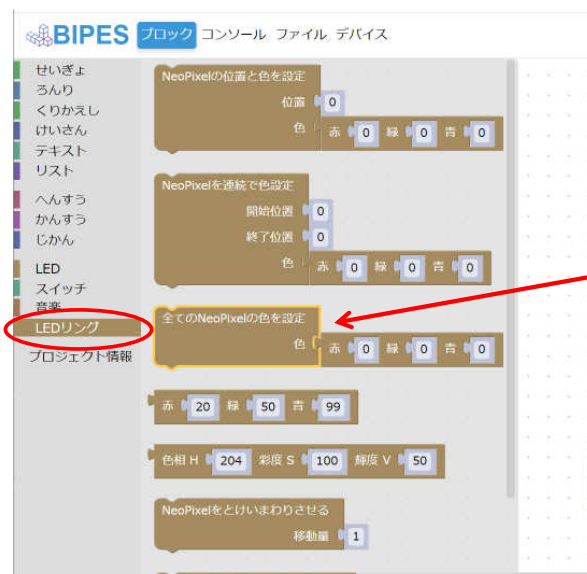 BIPES ブロック コンソール ファイル デバイス
せいぎょ
ろんり
くりかえし
けいさん
テキスト
リスト
へんすう
かんすう
じかん
LED
スイッチ
音楽
LEDリング
プロジェクト情報
NeoPixelの位置と色を設定
位置 0
色 赤 0 緑 0 青 0
NeoPixelを連続で色設定
開始位置 0
終了位置 0
色 赤 0 緑 0 青 0
全てのNeoPixelの色を設定
色 赤 0 緑 0 青 0
赤 20 緑 50 青 99
色相 H 204 彩度 S 100 輝度 V 50
NeoPixelをとけいまわりさせる
移動量 1